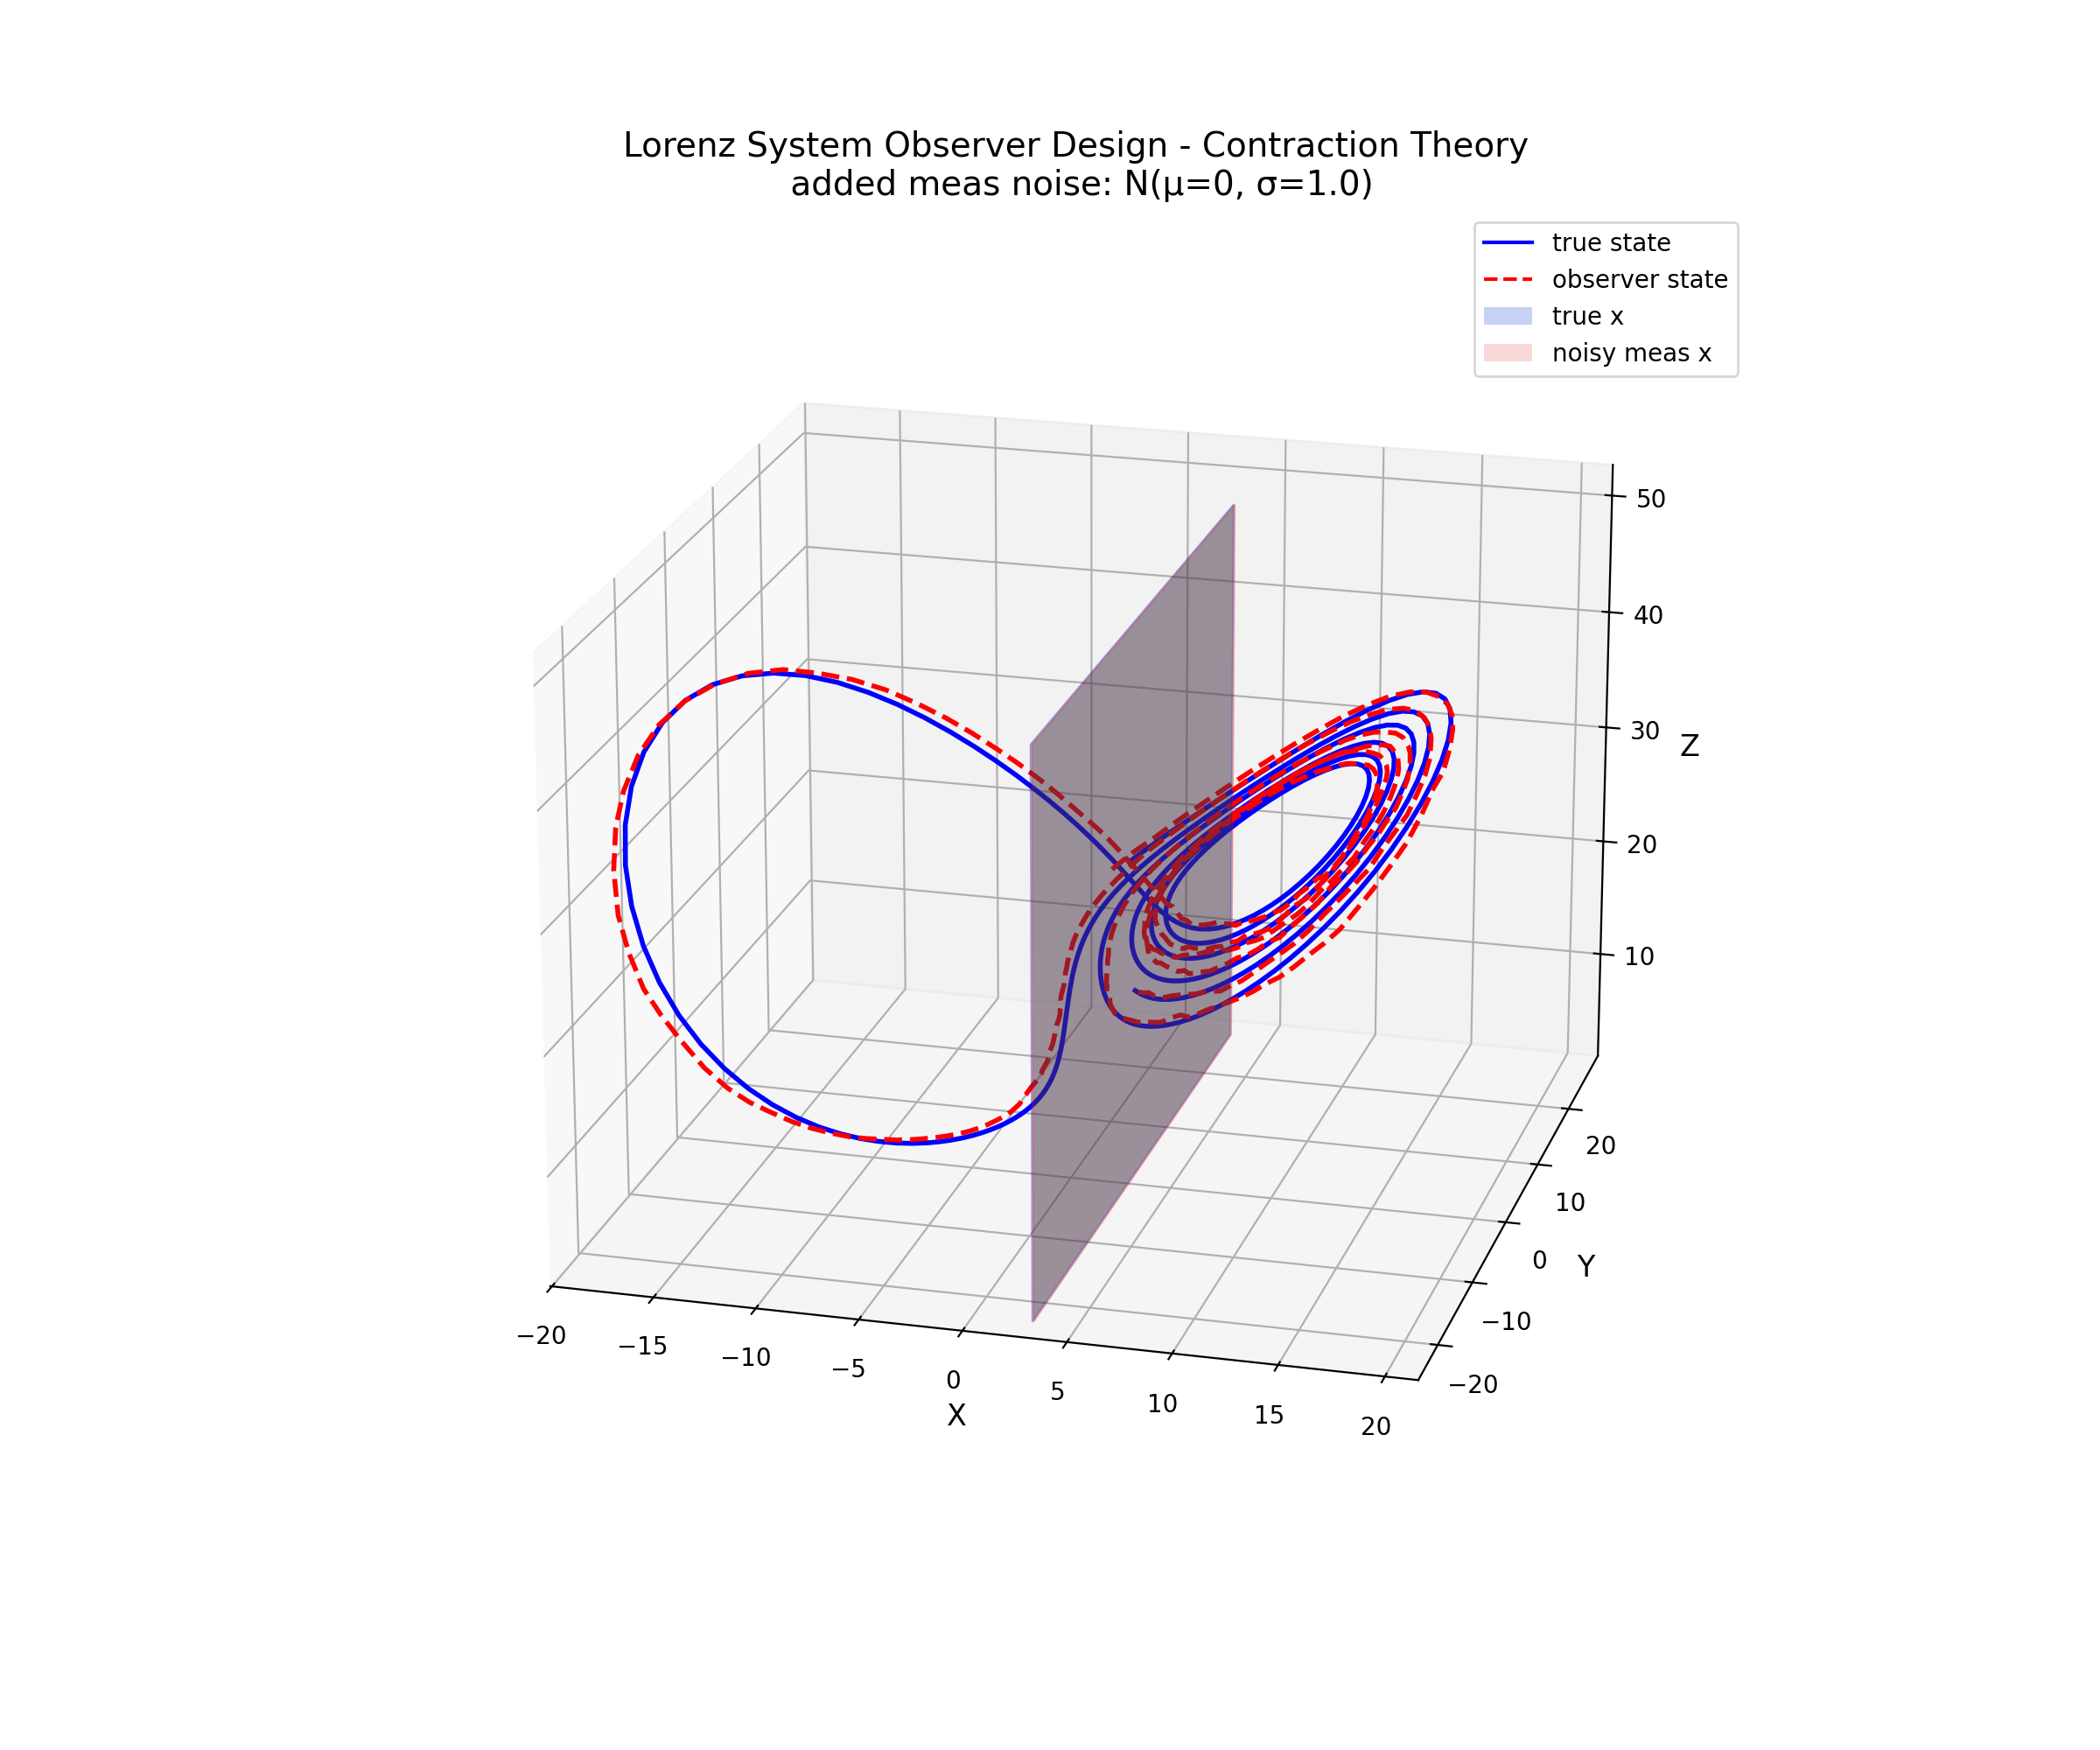 Lorenz System Observer Design - Contraction Theory
added meas noise: N(μ=0, σ=1.0)
true state
observer state
true x
noisy meas x
50
40
30
Z
20
10
20
10
0
Y
−10
−20
−20
−15
−10
−5
0
5
10
15
20
X